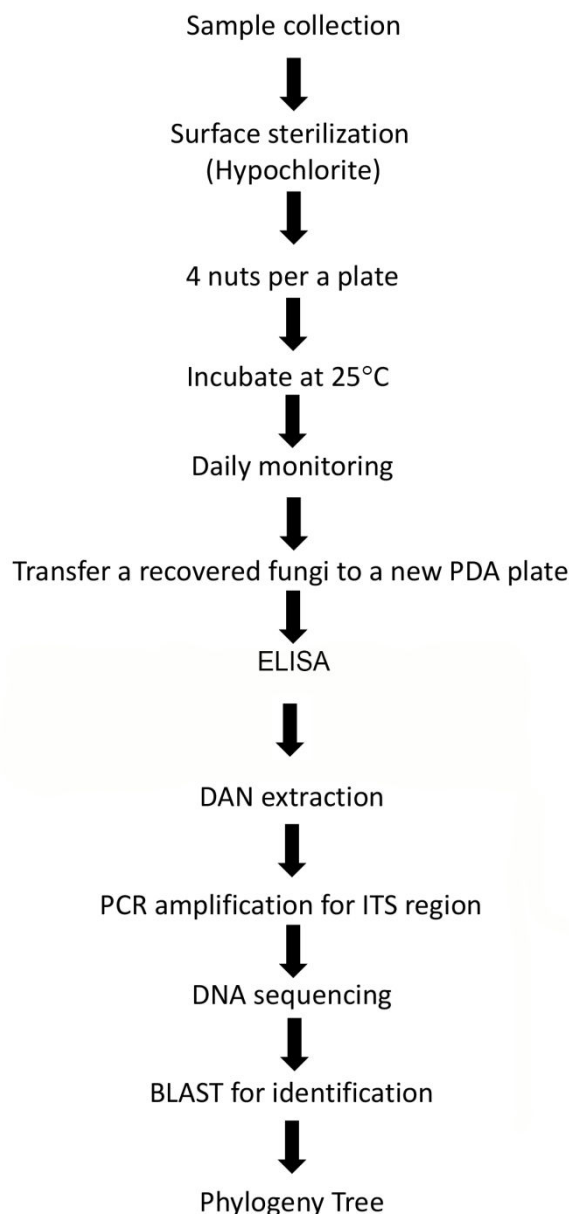 Sample collection
Surface sterilization
(Hypochlorite)
4 nuts per a plate
Incubate at 25°C
Daily monitoring
Transfer a recovered fungi to a new PDA plate
ELISA
DAN extraction
PCR amplification for ITS region
DNA sequencing
BLAST for identification
Phylogeny Tree